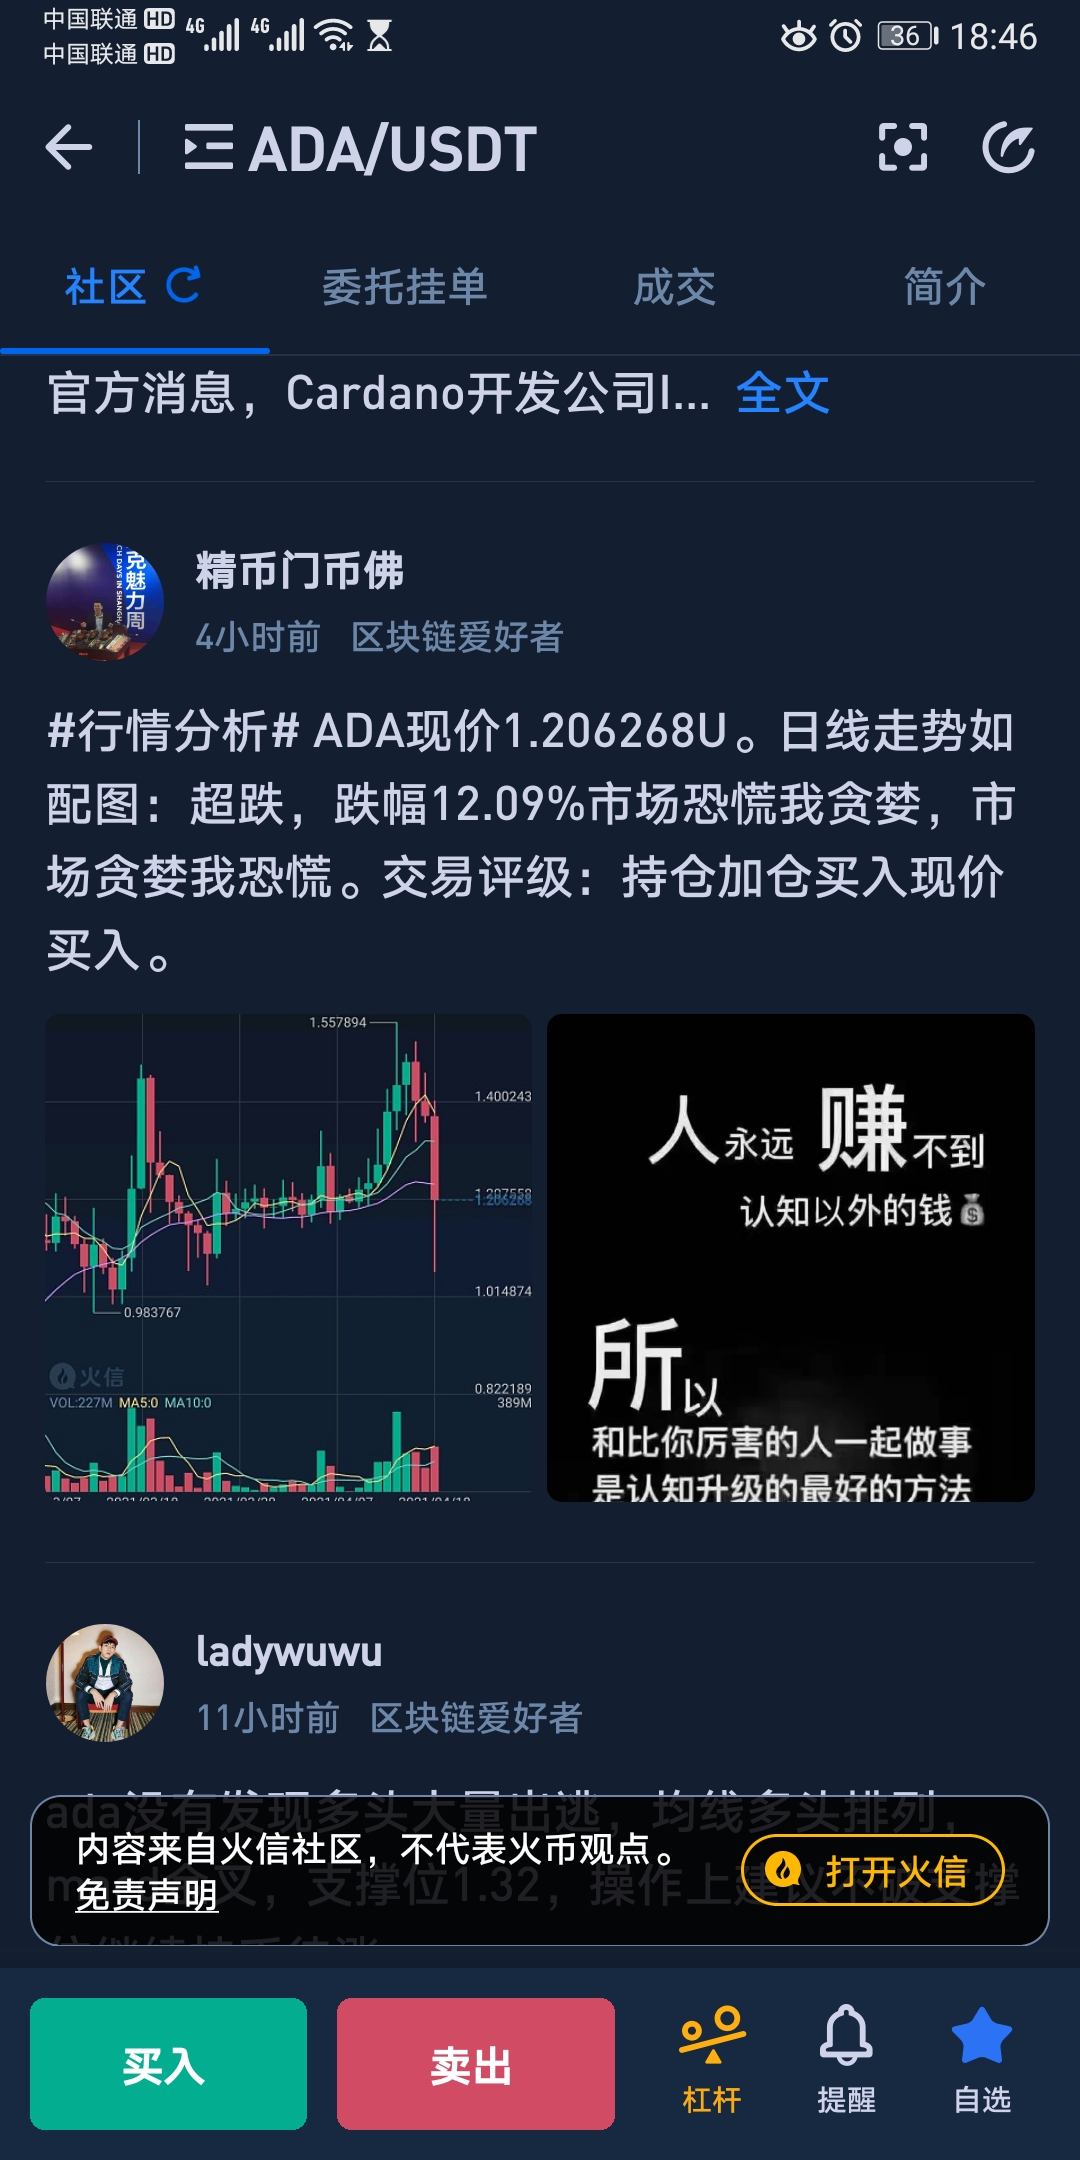 中国联通 HD 4G 4G 36 18:46
中国联通 HD
ADA/USDT
社区 委托挂单 成交 简介
官方消息，Cardano开发公司I... 全文
精币门币佛
4小时前 区块链爱好者
#行情分析# ADA现价1.206268U。日线走势如
配图：超跌，跌幅12.09%市场恐慌我贪婪，市
场贪婪我恐慌。交易评级：持仓加仓买入现价
买入。
1.557894
1.400243
1.206268
1.014874
0.983767
火信
0.822189
VOL:227M MA5:0 MA10:0 389M
人永远 赚不到
认知以外的钱
所以
和比你厉害的人一起做事
是认知升级的最好的方法
ladywuwu
11小时前 区块链爱好者
ada没有发现多头大量出逃，均线多头排列，
支撑位1.32，操作上建议不破支撑
内容来自火信社区，不代表火币观点。
免责声明
打开火信
买入 卖出 杠杆 提醒 自选